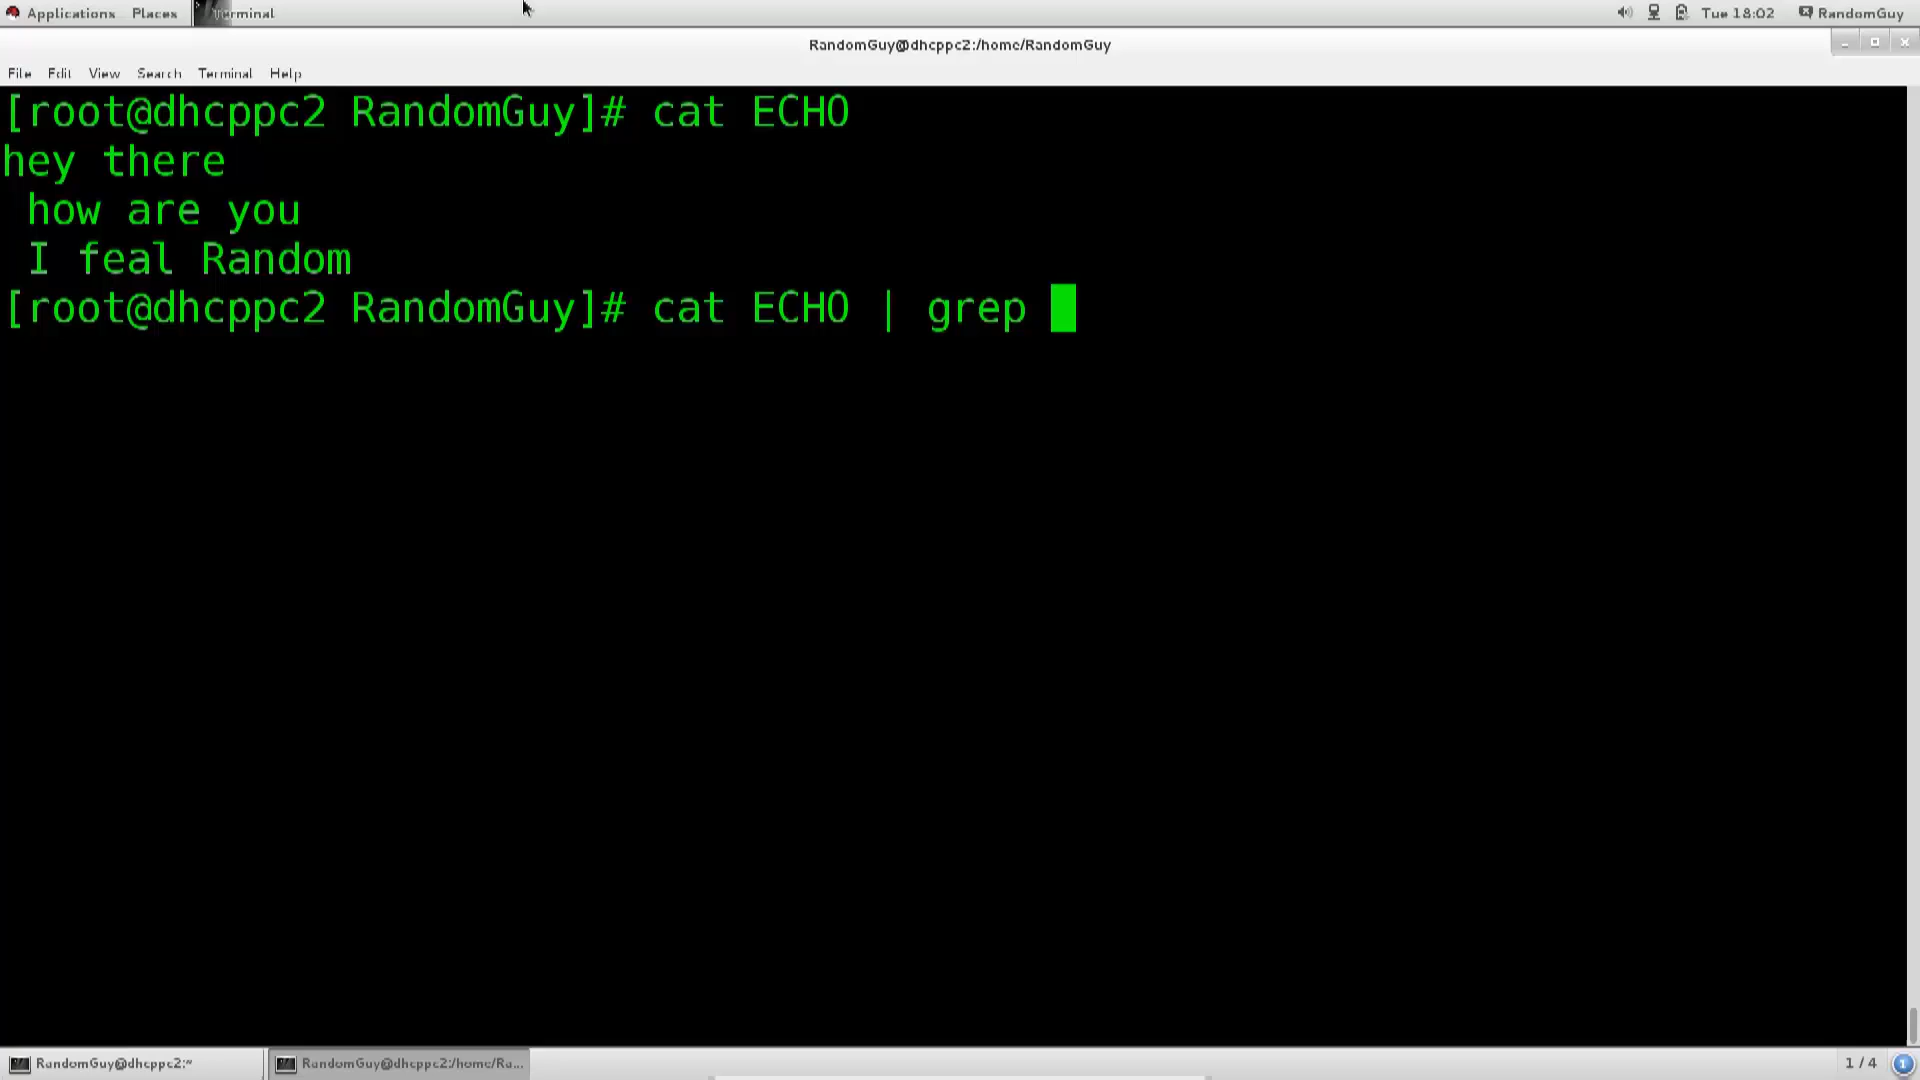 Applications Places Terminal Tue 18:02 RandomGuy
RandomGuy@dhcppc2:/home/RandomGuy
File Edit View Search Terminal Help
[root@dhcppc2 RandomGuy]# cat ECHO
hey there
 how are you
 I feal Random
[root@dhcppc2 RandomGuy]# cat ECHO | grep
RandomGuy@dhcppc2:~ RandomGuy@dhcppc2:/home/Ra... 1 / 4 1